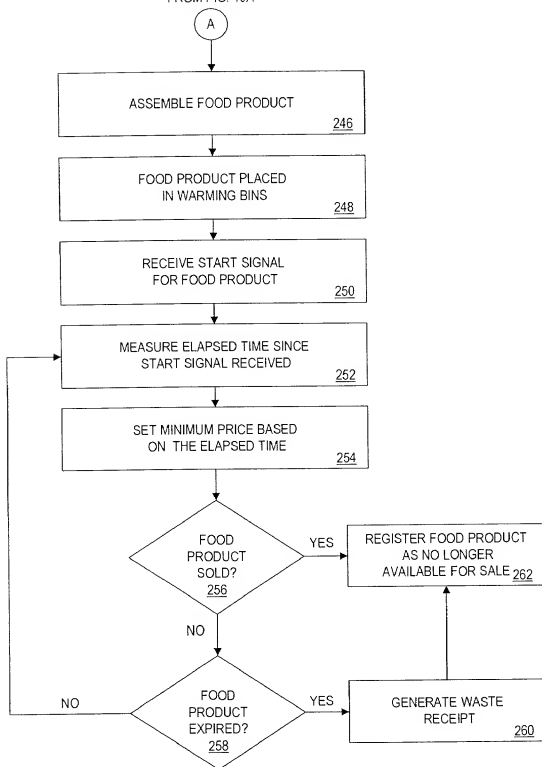 A
ASSEMBLE FOOD PRODUCT
246
FOOD PRODUCT PLACED
IN WARMING BINS
248
RECEIVE START SIGNAL
FOR FOOD PRODUCT
250
MEASURE ELAPSED TIME SINCE
START SIGNAL RECEIVED
252
SET MINIMUM PRICE BASED
ON THE ELAPSED TIME
254
FOOD
PRODUCT
SOLD?
256
YES
REGISTER FOOD PRODUCT
AS NO LONGER
AVAILABLE FOR SALE 262
NO
FOOD
PRODUCT
EXPIRED?
258
NO
YES
GENERATE WASTE
RECEIPT
260